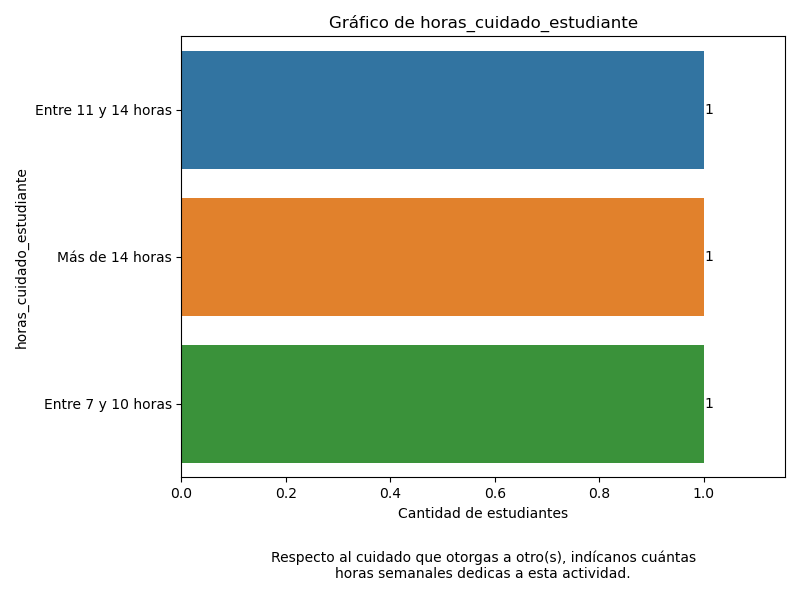 Gráfico de horas_cuidado_estudiante
horas_cuidado_estudiante
Entre 11 y 14 horas
1
Más de 14 horas
1
Entre 7 y 10 horas
1
0.0 0.2 0.4 0.6 0.8 1.0
Cantidad de estudiantes
Respecto al cuidado que otorgas a otro(s), indícanos cuántas
horas semanales dedicas a esta actividad.